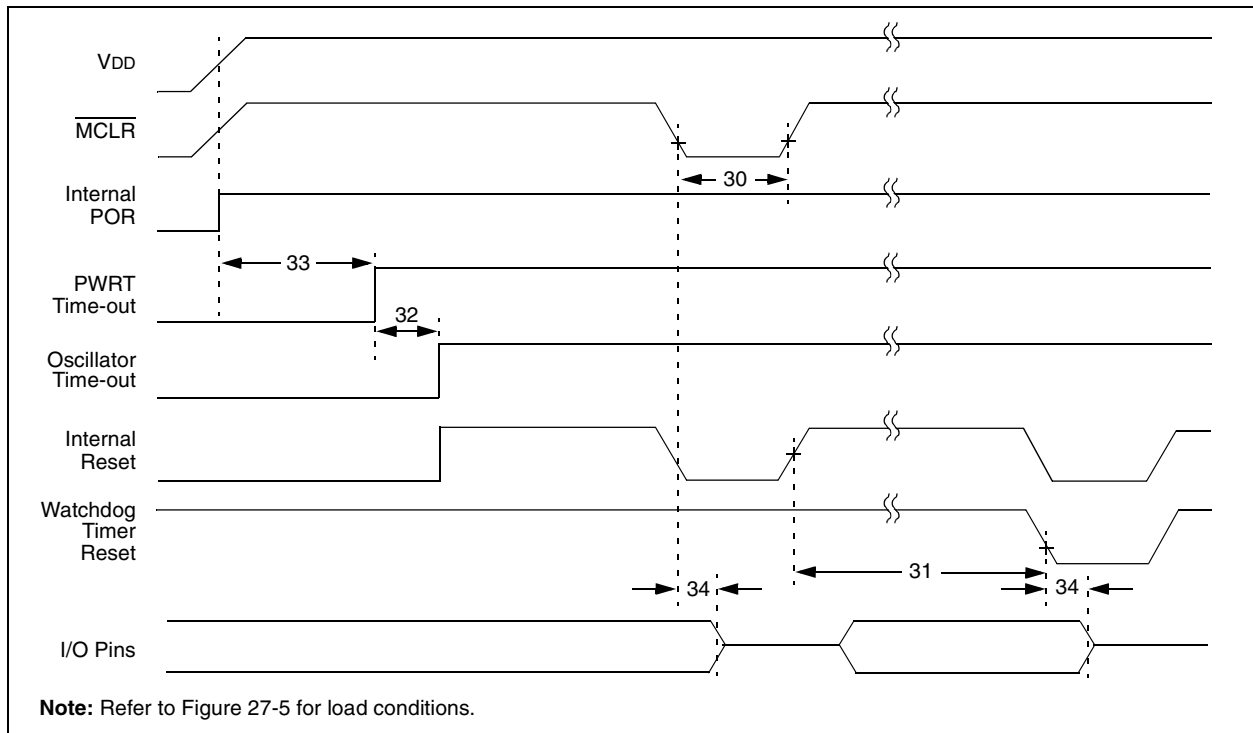 VDD
MCLR
30
Internal
POR
33
PWRT
Time-out
32
Oscillator
Time-out
Internal
Reset
Watchdog
Timer
Reset
31
34
34
I/O Pins
Note: Refer to Figure 27-5 for load conditions.